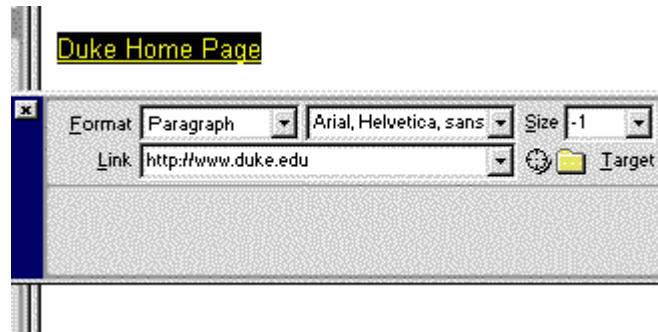 Duke Home Page
Format Paragraph Arial, Helvetica, sans Size -1
Link http://www.duke.edu Target